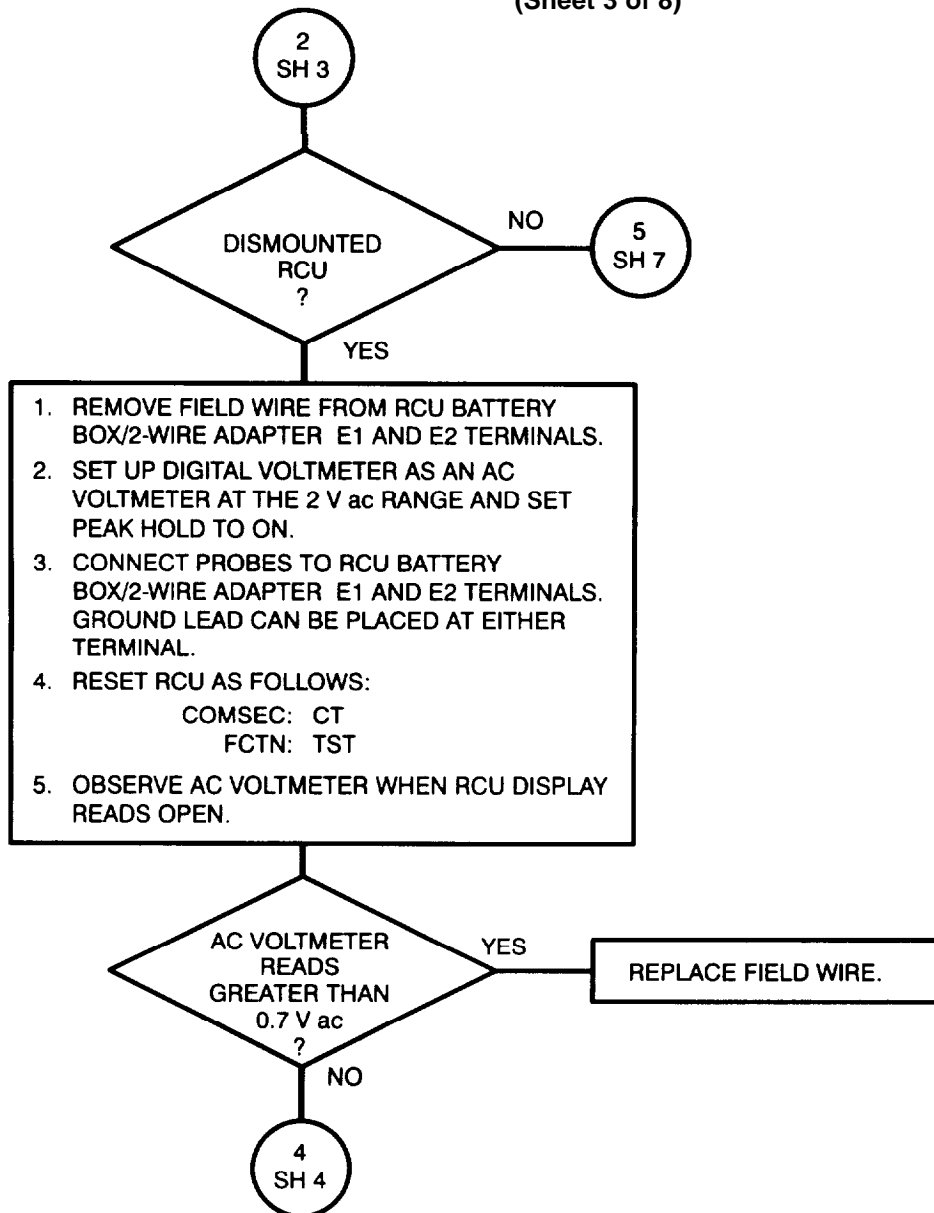 (Sheet 3 of 8)
2
SH 3
DISMOUNTED
RCU
?
NO
5
SH 7
YES
1. REMOVE FIELD WIRE FROM RCU BATTERY
BOX/2-WIRE ADAPTER E1 AND E2 TERMINALS.
2. SET UP DIGITAL VOLTMETER AS AN AC
VOLTMETER AT THE 2 V ac RANGE AND SET
PEAK HOLD TO ON.
3. CONNECT PROBES TO RCU BATTERY
BOX/2-WIRE ADAPTER E1 AND E2 TERMINALS.
GROUND LEAD CAN BE PLACED AT EITHER
TERMINAL.
4. RESET RCU AS FOLLOWS:
COMSEC: CT
FCTN: TST
5. OBSERVE AC VOLTMETER WHEN RCU DISPLAY
READS OPEN.
AC VOLTMETER
READS
GREATER THAN
0.7 V ac
?
YES
REPLACE FIELD WIRE.
NO
4
SH 4